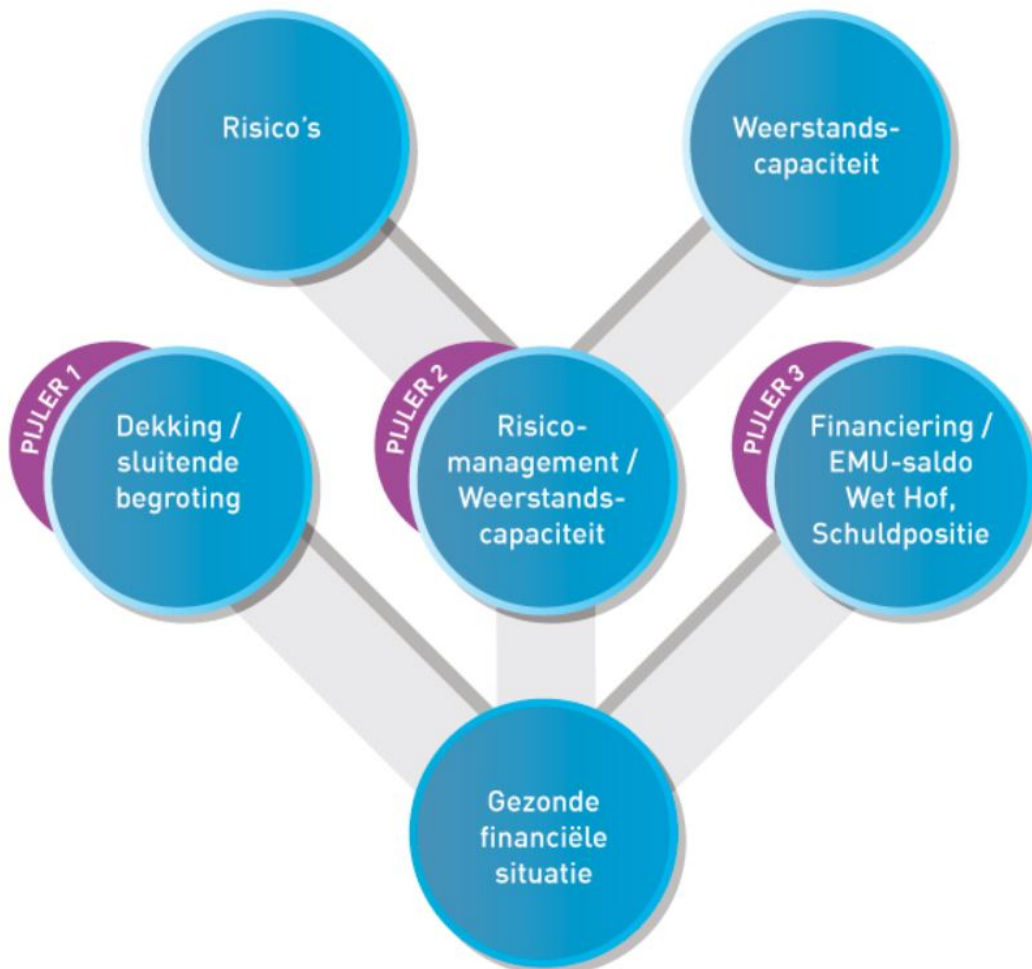 Risico's
Weerstands-
capaciteit
PIJLER 1
Dekking /
sluitende
begroting
PIJLER 2
Risico-
management /
Weerstands-
capaciteit
PIJLER 3
Financiering /
EMU-saldo
Wet Hof,
Schuldpositie
Gezonde
financiële
situatie